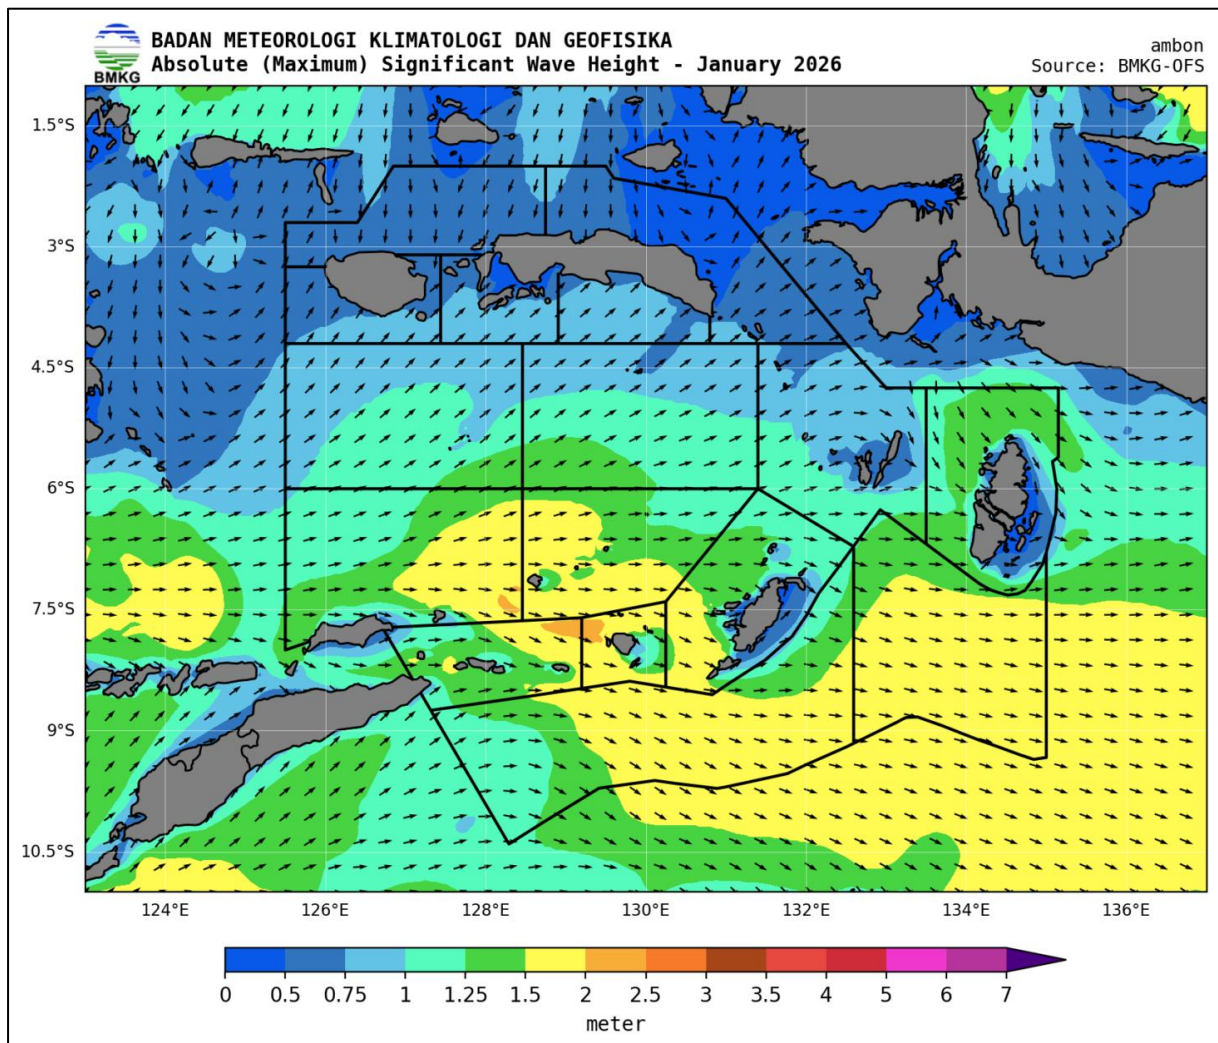 BADAN METEOROLOGI KLIMATOLOGI DAN GEOFISIKA
Absolute (Maximum) Significant Wave Height - January 2026
BMKG
ambon
Source: BMKG-OFS
1.5°S
3°S
4.5°S
6°S
7.5°S
9°S
10.5°S
124°E 126°E 128°E 130°E 132°E 134°E 136°E
0 0.5 0.75 1 1.25 1.5 2 2.5 3 3.5 4 5 6 7
meter